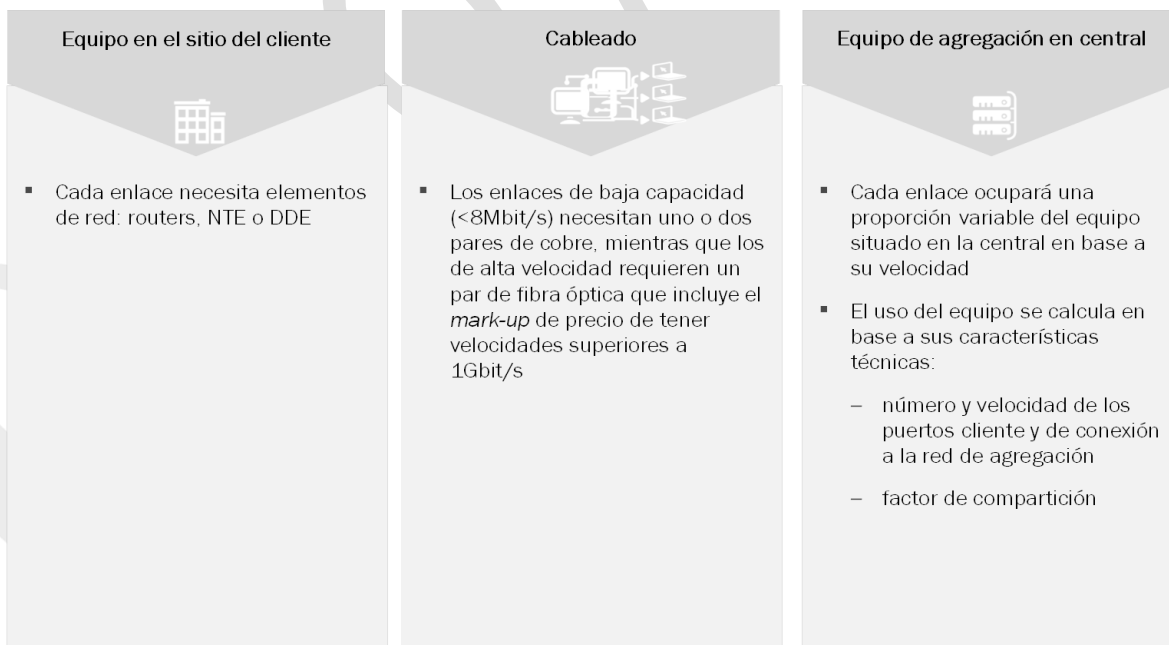 Equipo en el sitio del cliente
▪ Cada enlace necesita elementos
de red: routers, NTE o DDE
Cableado
▪ Los enlaces de baja capacidad
(<8Mbit/s) necesitan uno o dos
pares de cobre, mientras que los
de alta velocidad requieren un
par de fibra óptica que incluye el
mark-up de precio de tener
velocidades superiores a
1Gbit/s
Equipo de agregación en central
▪ Cada enlace ocupará una
proporción variable del equipo
situado en la central en base a
su velocidad
▪ El uso del equipo se calcula en
base a sus características
técnicas:
– número y velocidad de los
puertos cliente y de conexión
a la red de agregación
– factor de compartición